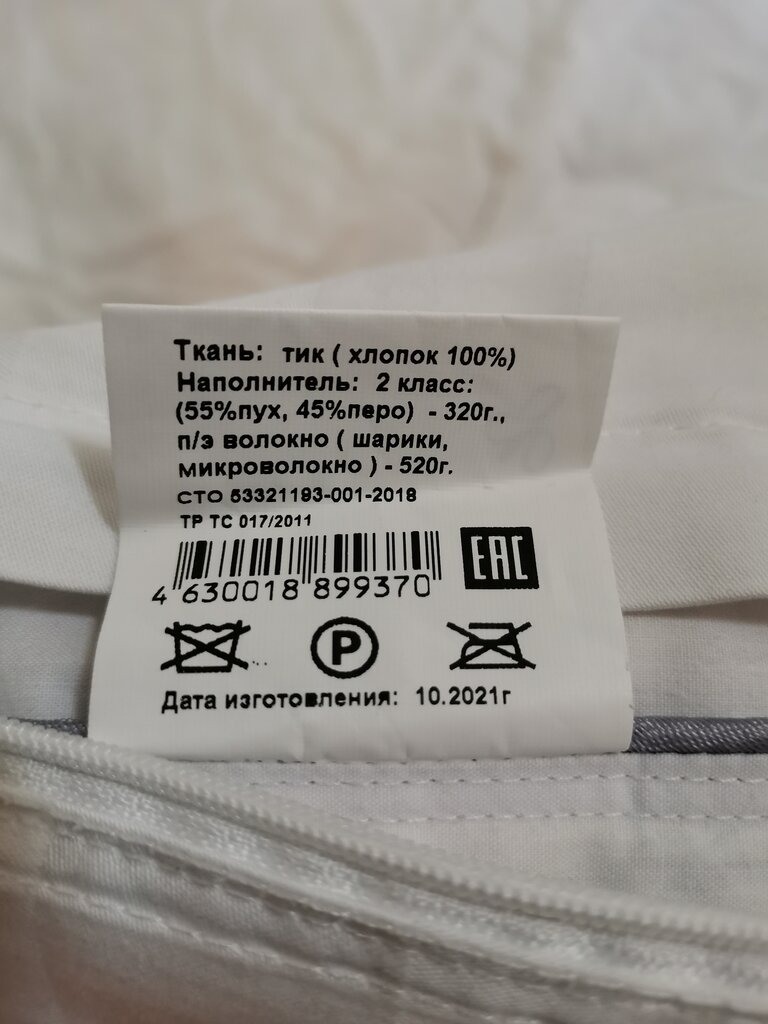 Ткань: тик ( хлопок 100%)
Наполнитель: 2 класс:
(55%пух, 45%перо) - 320г.,
п/э волокно ( шарики,
микроволокно ) - 520г.
СТО 53321193-001-2018
ТР ТС 017/2011
EAC
4 630018 899370
P
Дата изготовления: 10.2021г